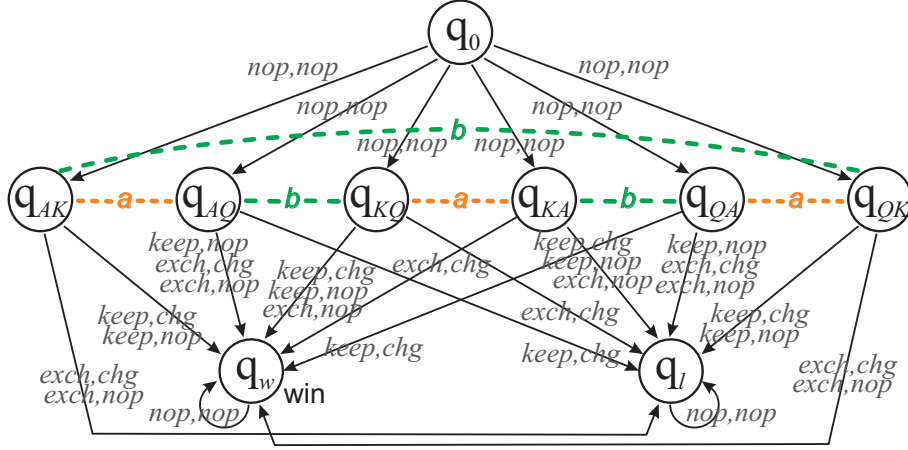 q0
nop,nop
nop,nop
nop,nop
nop,nop
nop,nop
nop,nop
b
qAK
a
qAQ
b
qKQ
a
qKA
b
qQA
a
qQK
keep,nop
exch,chg
exch,nop
keep,chg
keep,nop
exch,nop
exch,chg
keep,chg
keep,nop
exch,nop
keep,nop
exch,chg
exch,nop
keep,chg
keep,nop
exch,chg
keep,chg
keep,nop
keep,chg
keep,chg
exch,chg
exch,nop
exch,chg
exch,nop
qw
win
ql
nop,nop
nop,nop